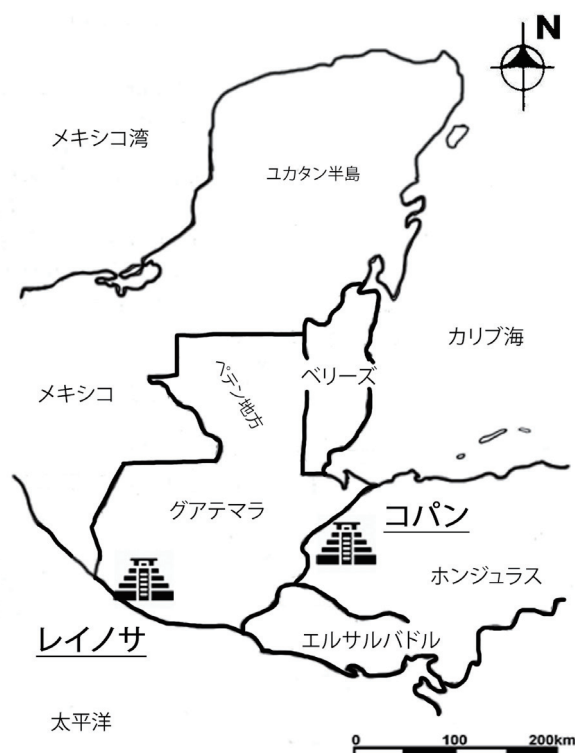 N
メキシコ湾
ユカタン半島
カリブ海
ベリーズ
ペテン地方
メキシコ
グアテマラ
コパン
ホンジュラス
レイノサ
エルサルバドル
太平洋
0 100 200km